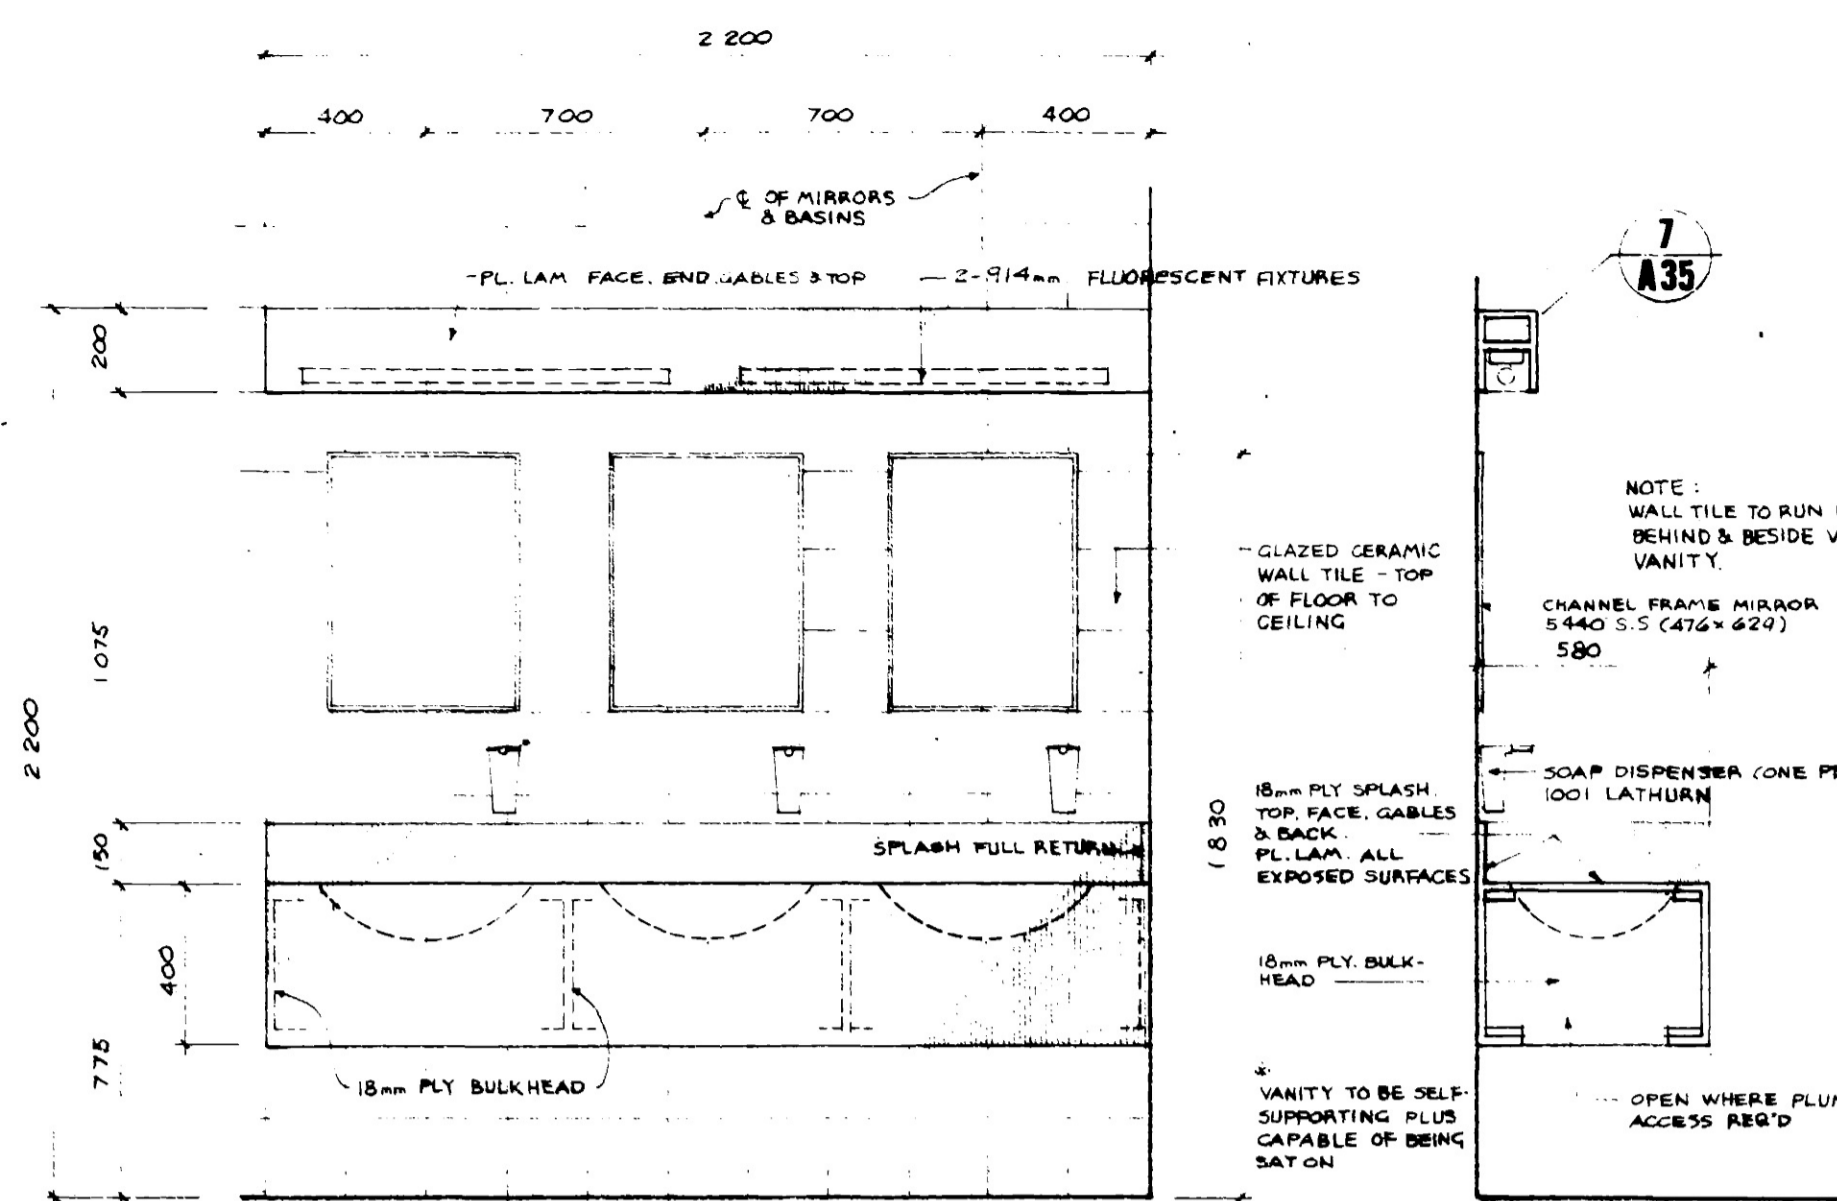 2 200
400 700 700 400
℄ OF MIRRORS
& BASINS
PL. LAM FACE, END GABLES & TOP
2-914mm FLUORESCENT FIXTURES
7
A35
200
1075
2 200
150
400
775
1830
580
SPLASH FULL RETURN
18mm PLY BULKHEAD
GLAZED CERAMIC
WALL TILE - TOP
OF FLOOR TO
CEILING
18mm PLY SPLASH.
TOP, FACE, GABLES
& BACK.
PL. LAM. ALL
EXPOSED SURFACES
18mm PLY. BULK-
HEAD
*
VANITY TO BE SELF-
SUPPORTING PLUS
CAPABLE OF BEING
SAT ON
NOTE :
WALL TILE TO RUN
BEHIND & BESIDE V
VANITY.
CHANNEL FRAME MIRROR
5440 S.S (476 x 629)
SOAP DISPENSER (ONE
1001 LATHURN
OPEN WHERE PLUM
ACCESS REQ'D